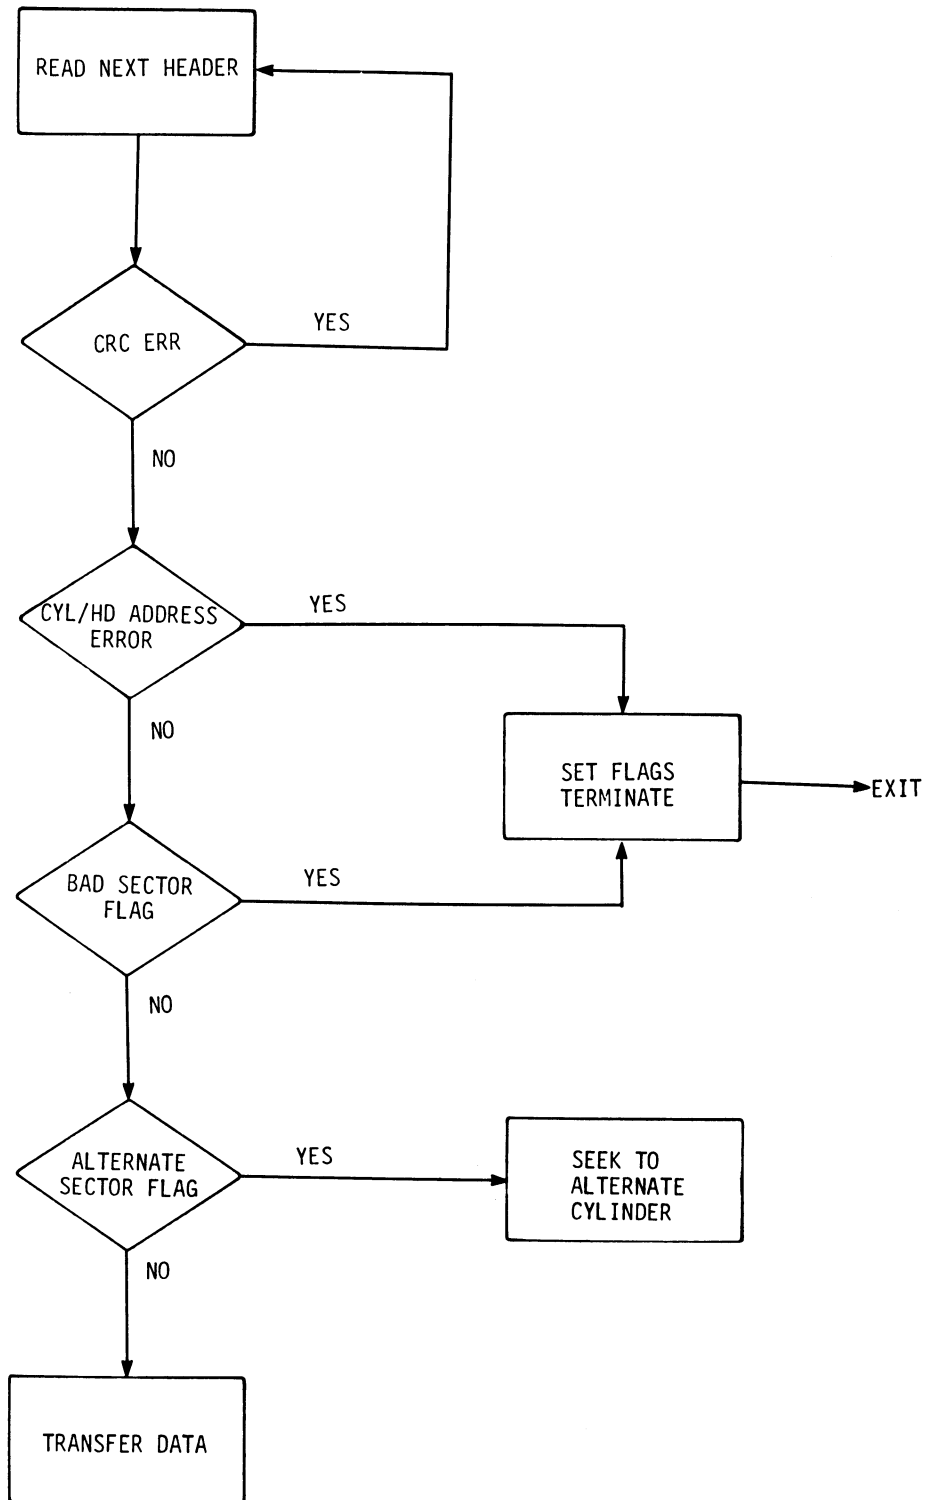 READ NEXT HEADER
CRC ERR
YES
NO
CYL/HD ADDRESS
ERROR
YES
NO
SET FLAGS
TERMINATE
EXIT
BAD SECTOR
FLAG
YES
NO
ALTERNATE
SECTOR FLAG
YES
SEEK TO
ALTERNATE
CYLINDER
NO
TRANSFER DATA